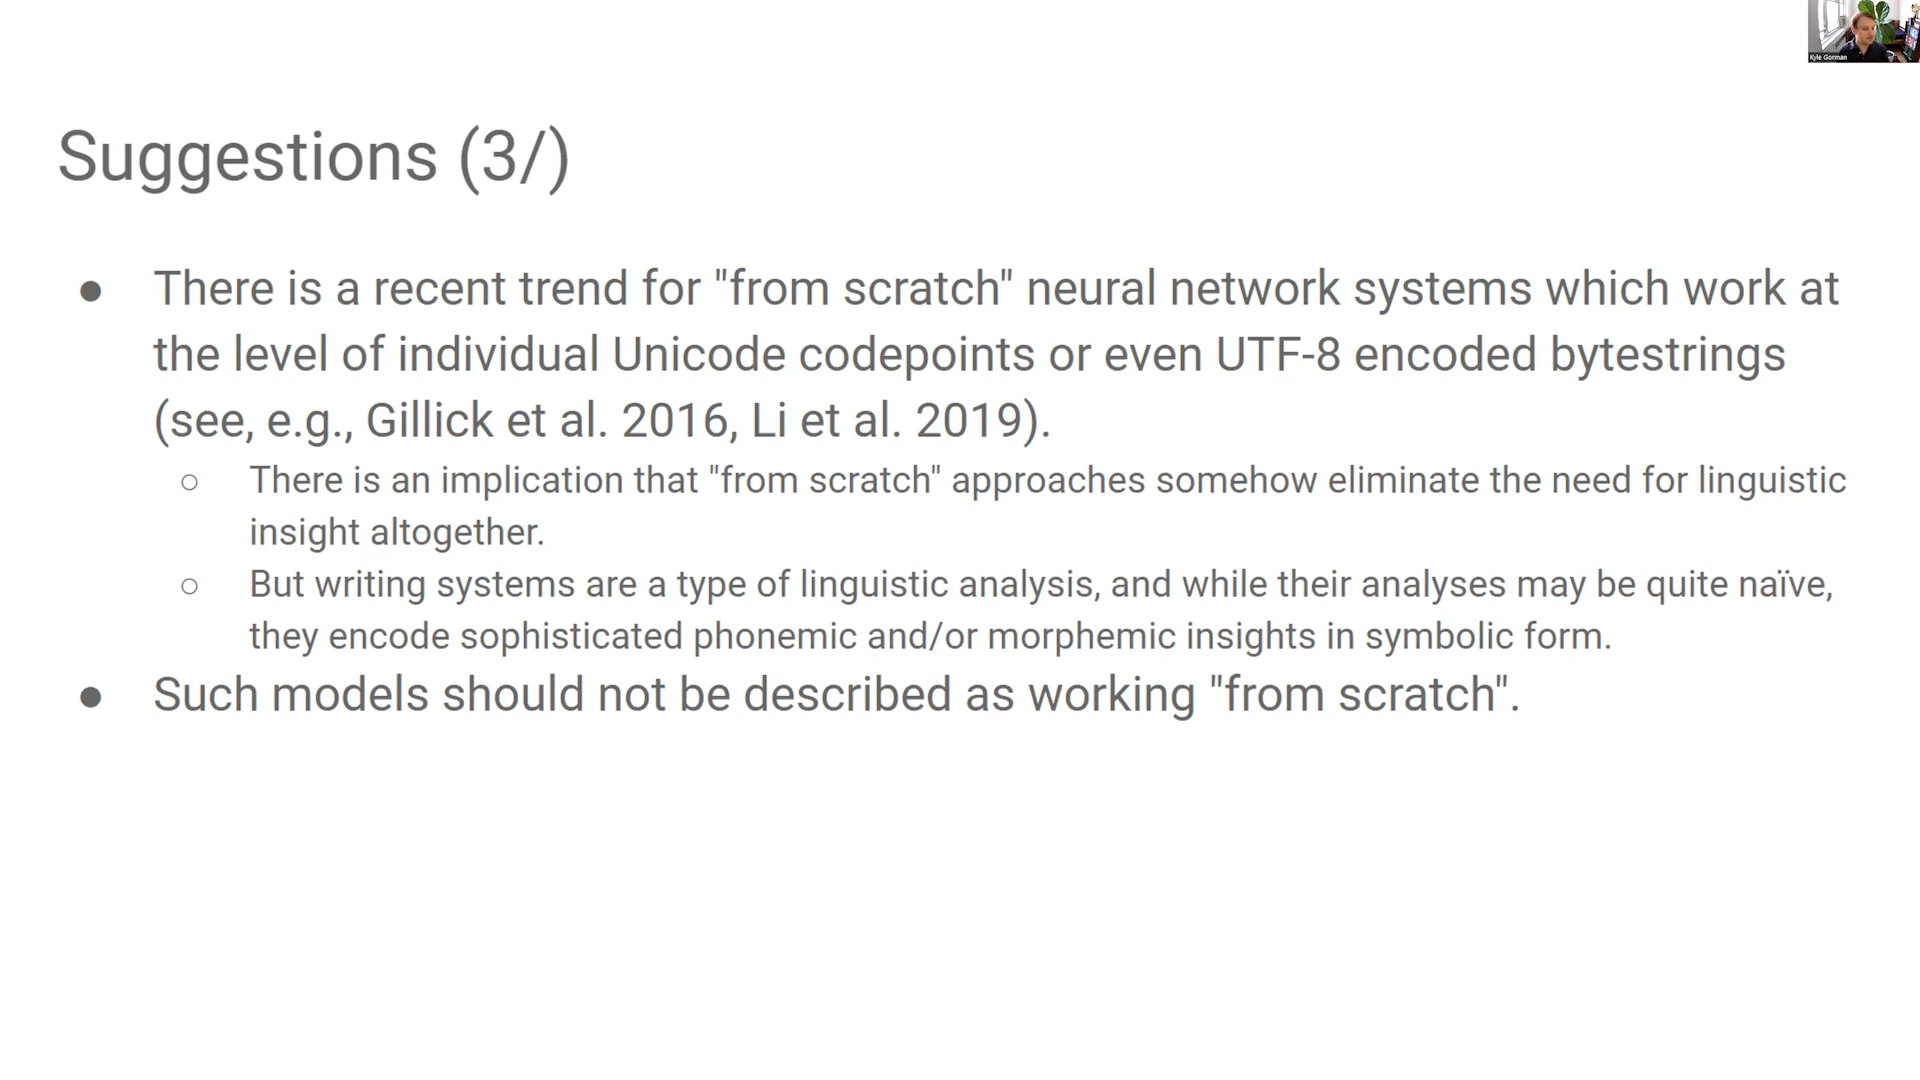 Kyle Gorman
Suggestions (3/)
● There is a recent trend for "from scratch" neural network systems which work at
the level of individual Unicode codepoints or even UTF-8 encoded bytestrings
(see, e.g., Gillick et al. 2016, Li et al. 2019).
○ There is an implication that "from scratch" approaches somehow eliminate the need for linguistic
insight altogether.
○ But writing systems are a type of linguistic analysis, and while their analyses may be quite naïve,
they encode sophisticated phonemic and/or morphemic insights in symbolic form.
● Such models should not be described as working "from scratch".